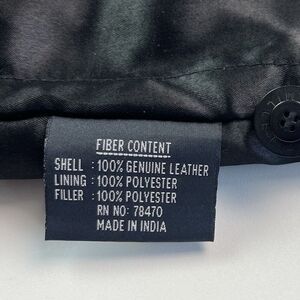 FIBER CONTENT
SHELL : 100% GENUINE LEATHER
LINING : 100% POLYESTER
FILLER : 100% POLYESTER
RN NO: 78470
MADE IN INDIA